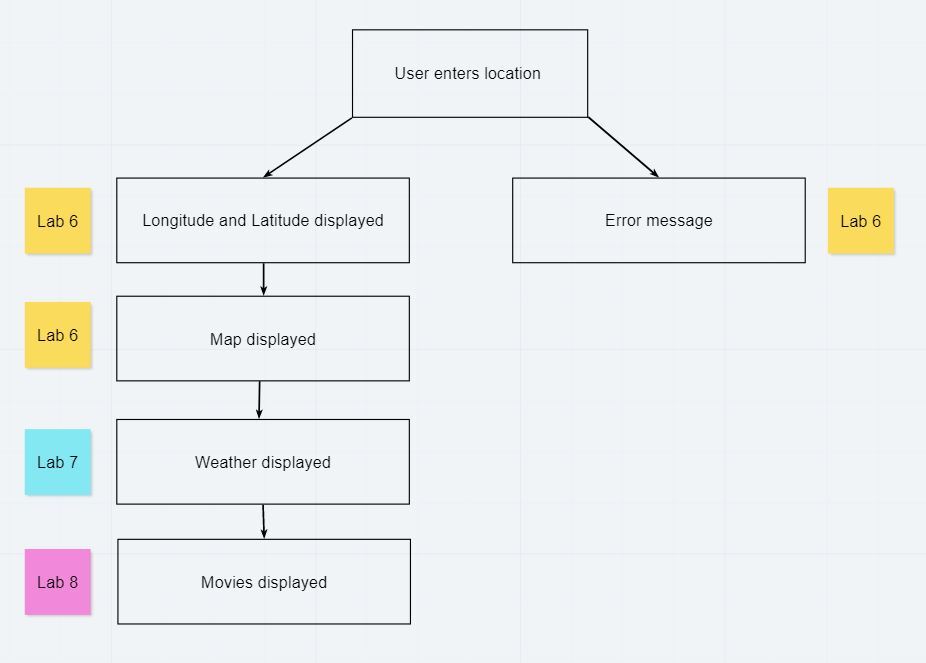 User enters location
Lab 6
Longitude and Latitude displayed
Error message
Lab 6
Lab 6
Map displayed
Lab 7
Weather displayed
Lab 8
Movies displayed